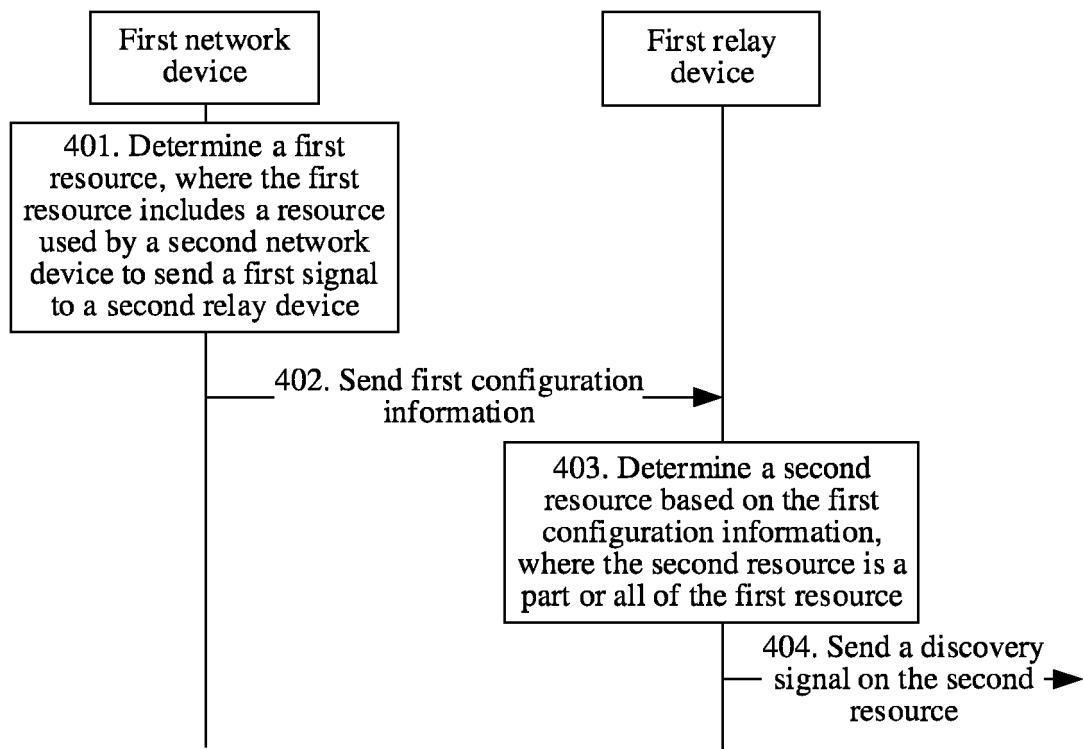 First network
device
First relay
device
401. Determine a first
resource, where the first
resource includes a resource
used by a second network
device to send a first signal
to a second relay device
402. Send first configuration
information
403. Determine a second
resource based on the first
configuration information,
where the second resource is a
part or all of the first resource
404. Send a discovery
signal on the second
resource